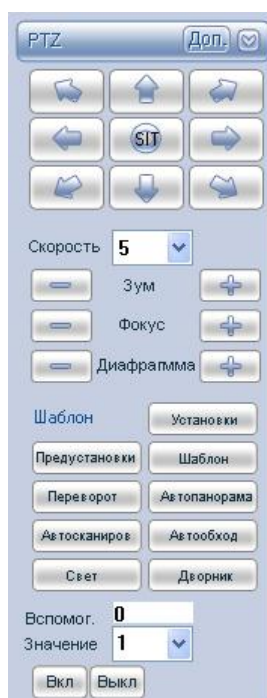 PTZ Доп.
SIT
Скорость 5
Зум
Фокус
Диафрагмма
Шаблон Установки
Предустановки Шаблон
Переворот Автопанорама
Автосканиров Автообход
Свет Дворник
Вспомог. 0
Значение 1
Вкл Выкл